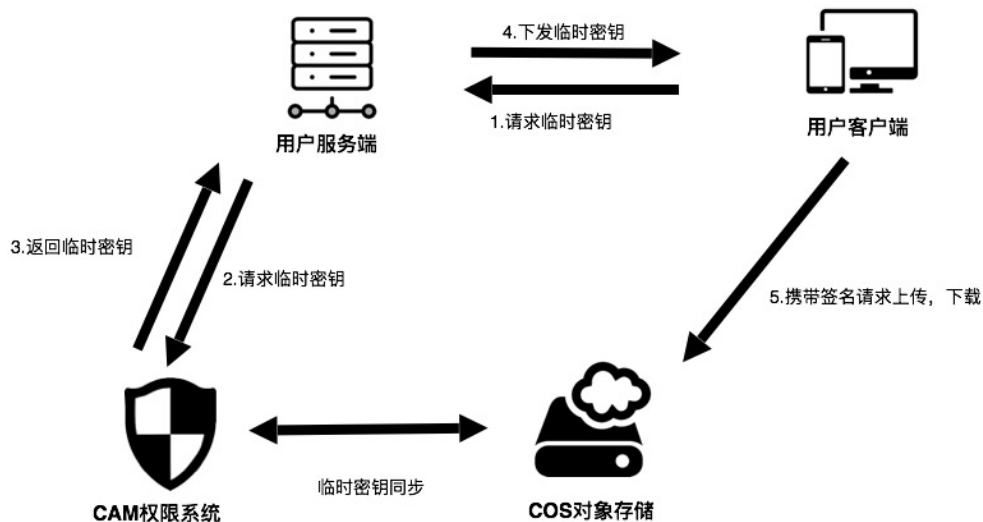 4.下发临时密钥
1.请求临时密钥
用户服务端
用户客户端
3.返回临时密钥
2.请求临时密钥
5.携带签名请求上传，下载
临时密钥同步
CAM权限系统
COS对象存储